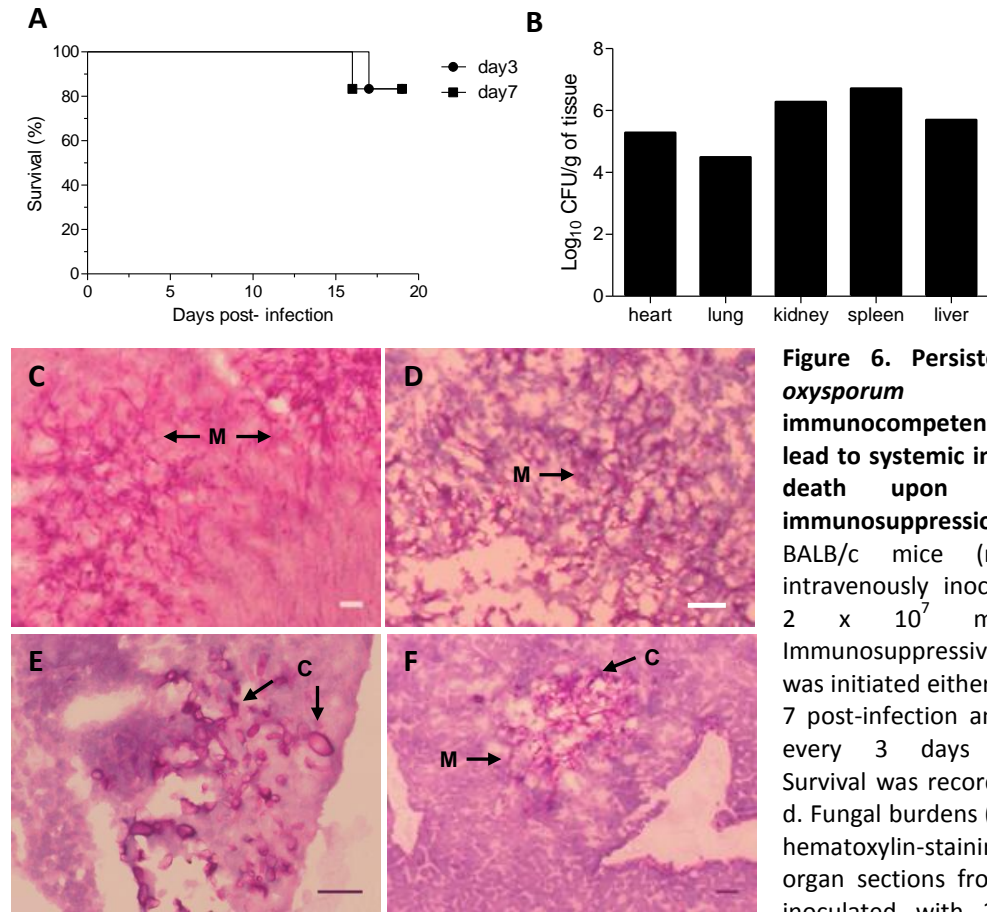 A
100
80
60
40
20
0
Survival (%)
0 5 10 15 20
Days post- infection
day3
day7
B
8
6
4
2
0
Log10 CFU/g of tissue
heart lung kidney spleen liver
C
M
D
M
E
C
F
C
M
Figure 6. Persiste
oxysporum
immunocompeten
lead to systemic in
death upon
immunosuppressio
BALB/c mice (
intravenously inoc
2 x 10^7 m
Immunosuppressiv
was initiated either
7 post-infection an
every 3 days
Survival was recor
d. Fungal burdens (
hematoxylin-stainin
organ sections fro